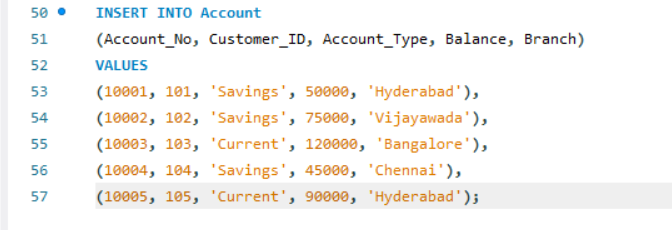 50 INSERT INTO Account
51 (Account_No, Customer_ID, Account_Type, Balance, Branch)
52 VALUES
53 (10001, 101, 'Savings', 50000, 'Hyderabad'),
54 (10002, 102, 'Savings', 75000, 'Vijayawada'),
55 (10003, 103, 'Current', 120000, 'Bangalore'),
56 (10004, 104, 'Savings', 45000, 'Chennai'),
57 (10005, 105, 'Current', 90000, 'Hyderabad');